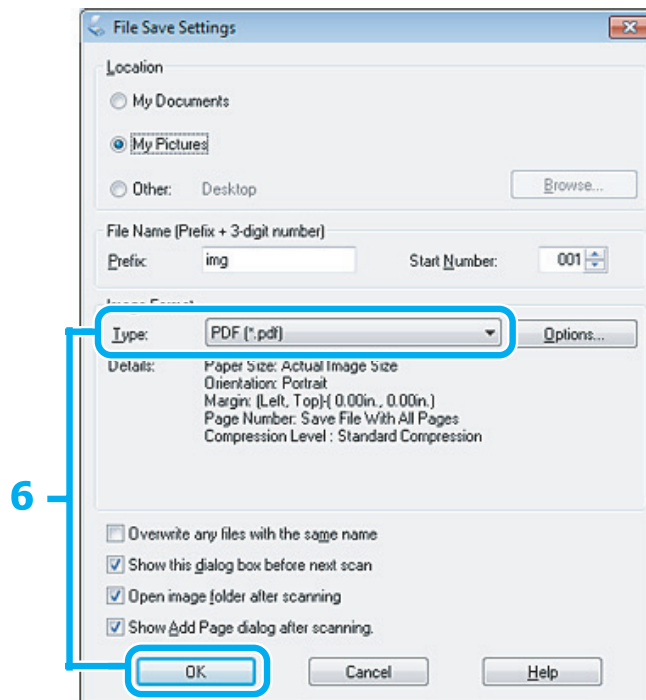 File Save Settings
Location
My Documents
My Pictures
Other: Desktop Browse...
File Name (Prefix + 3-digit number)
Prefix: img Start Number: 001
Image Format
Type: PDF (*.pdf) Options...
Details: Paper Size: Actual Image Size
Orientation: Portrait
Margin: (Left, Top)-( 0.00in., 0.00in.)
Page Number: Save File With All Pages
Compression Level : Standard Compression
6
Overwrite any files with the same name
Show this dialog box before next scan
Open image folder after scanning
Show Add Page dialog after scanning.
OK Cancel Help